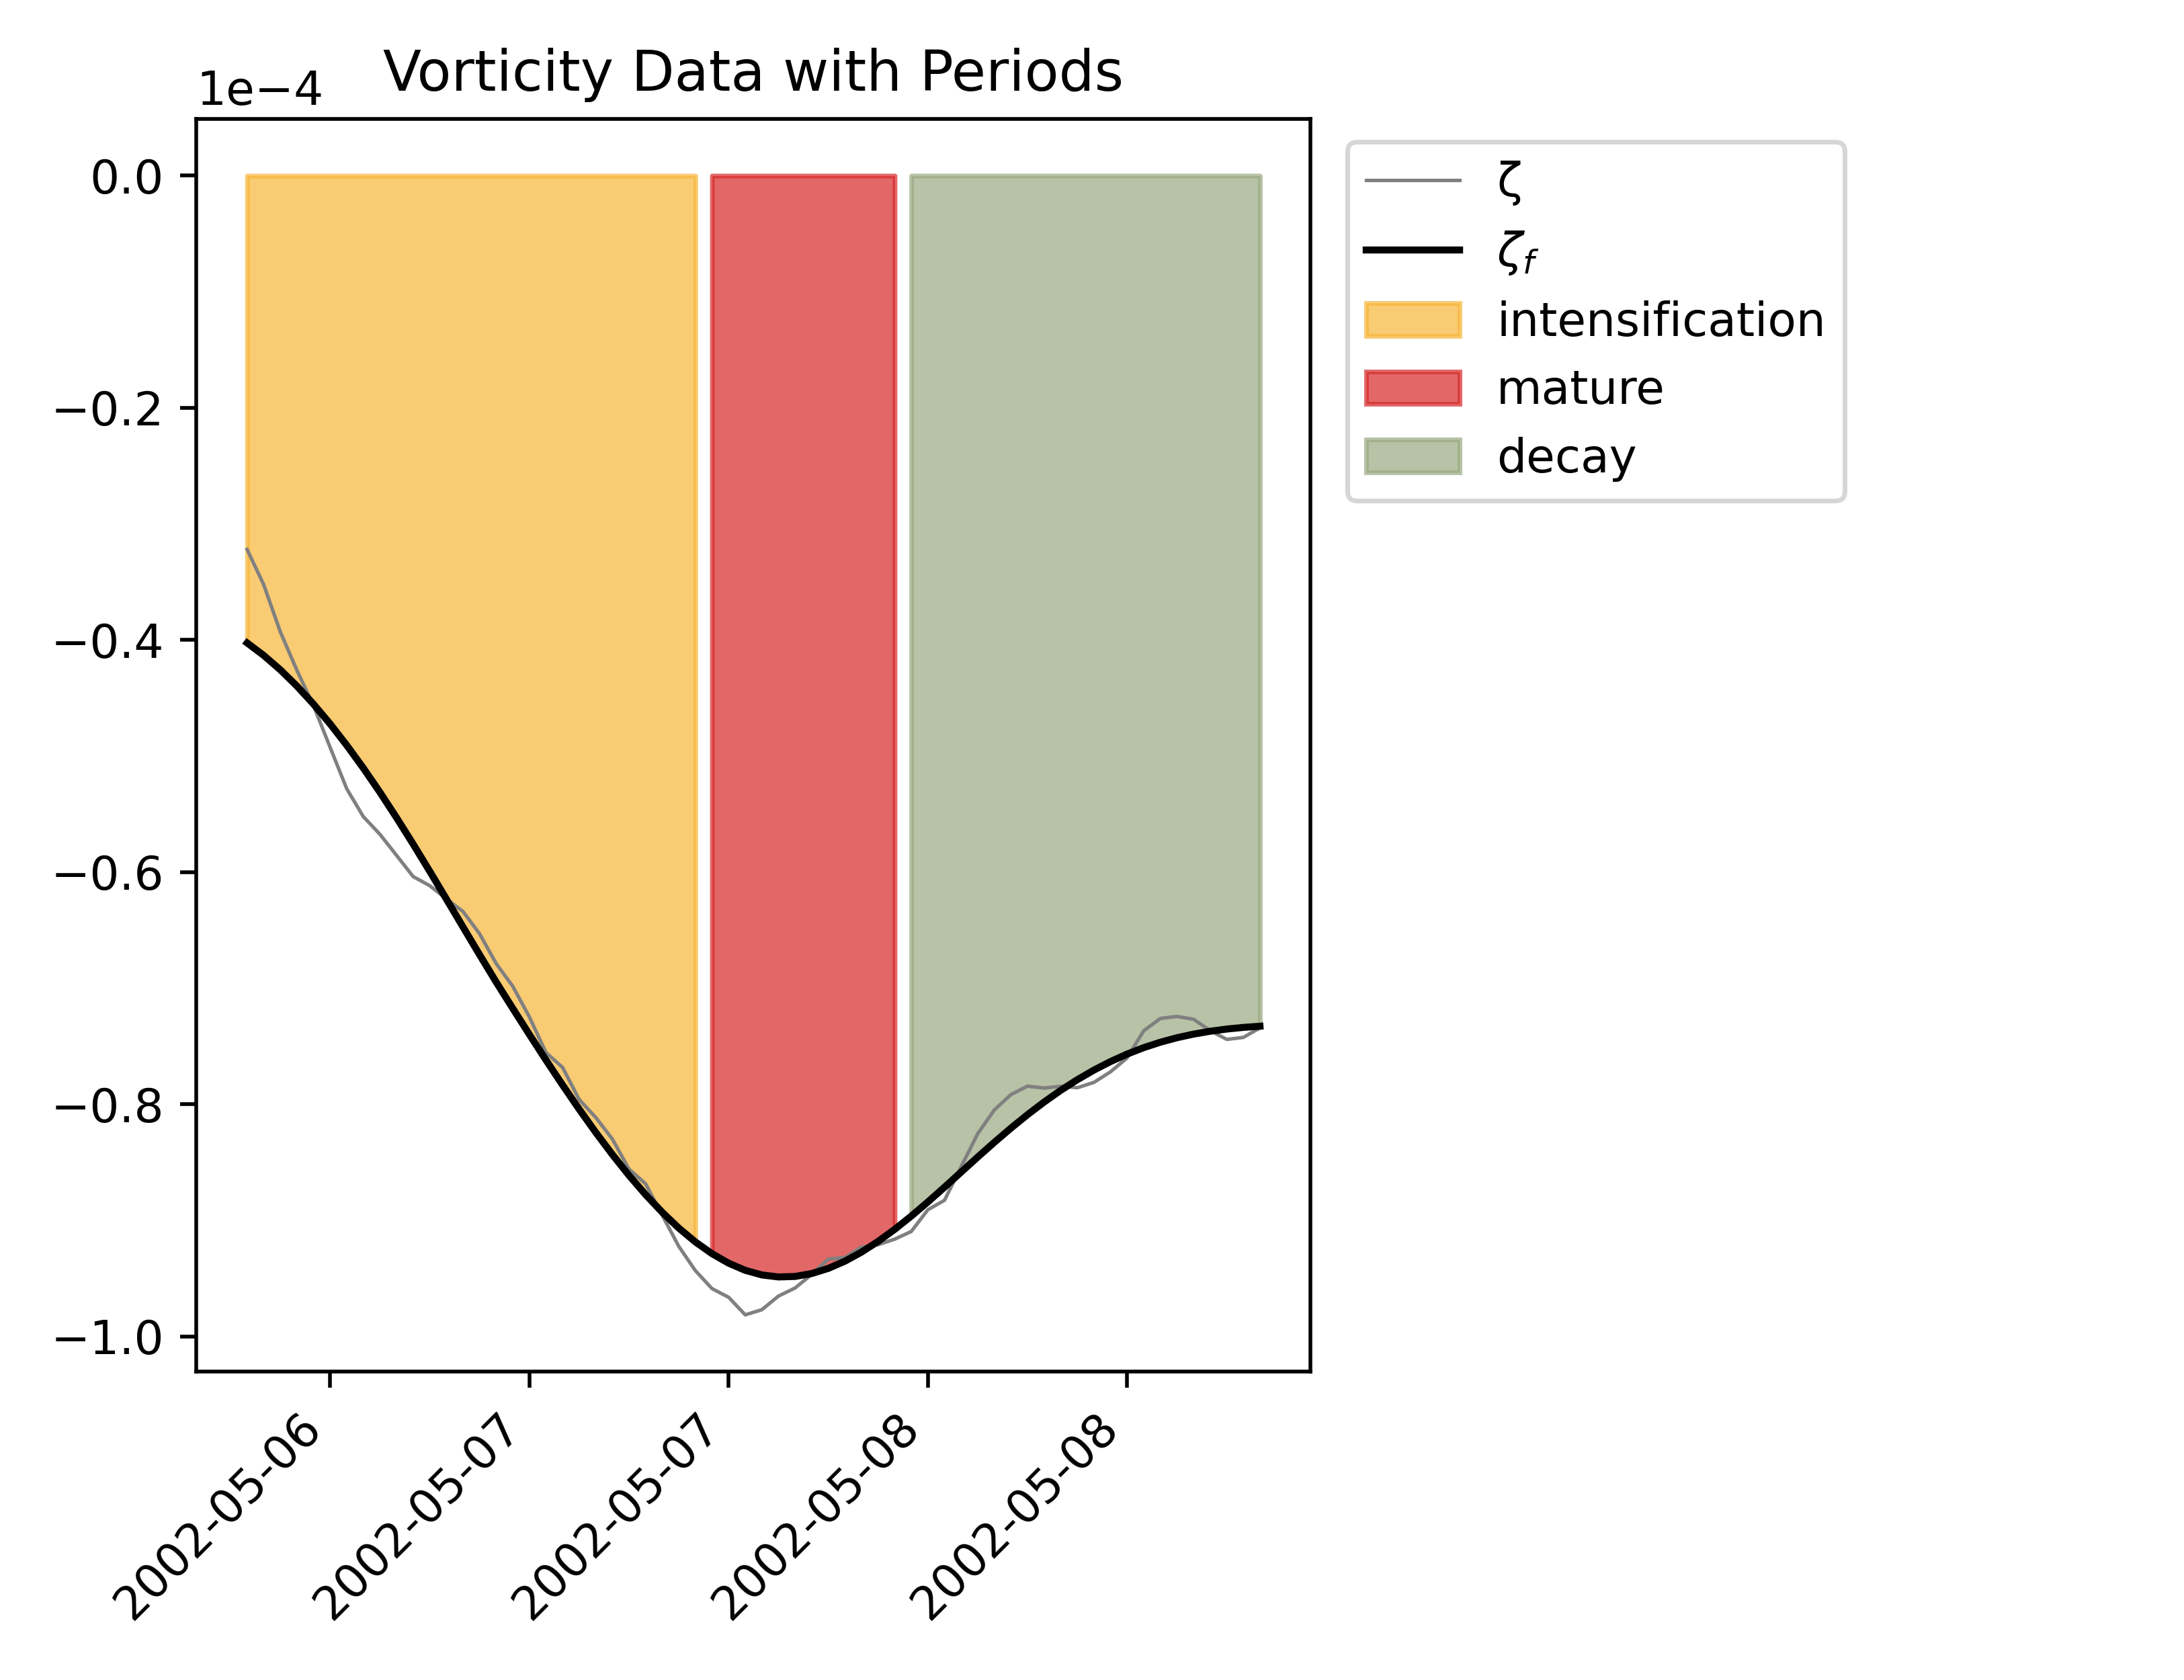 Vorticity Data with Periods
1e−4
0.0
−0.2
−0.4
−0.6
−0.8
−1.0
2002-05-06
2002-05-07
2002-05-07
2002-05-08
2002-05-08
ζ
ζf
intensification
mature
decay